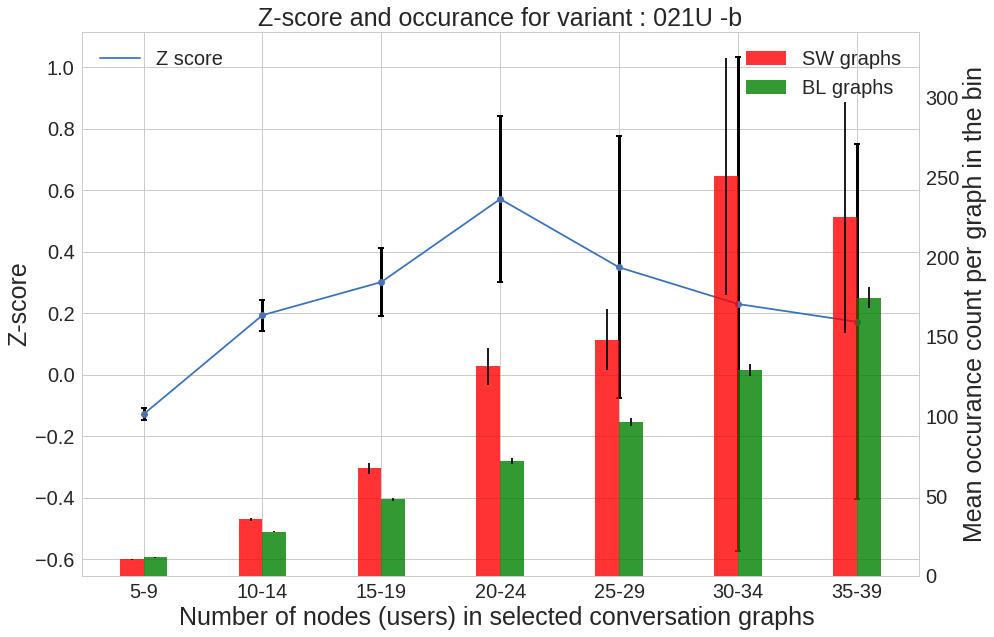 Z-score and occurance for variant : 021U -b
Z score
SW graphs
BL graphs
Z-score
1.0
0.8
0.6
0.4
0.2
0.0
−0.2
−0.4
−0.6
300
250
200
150
100
50
0
Mean occurance count per graph in the bin
5-9 10-14 15-19 20-24 25-29 30-34 35-39
Number of nodes (users) in selected conversation graphs